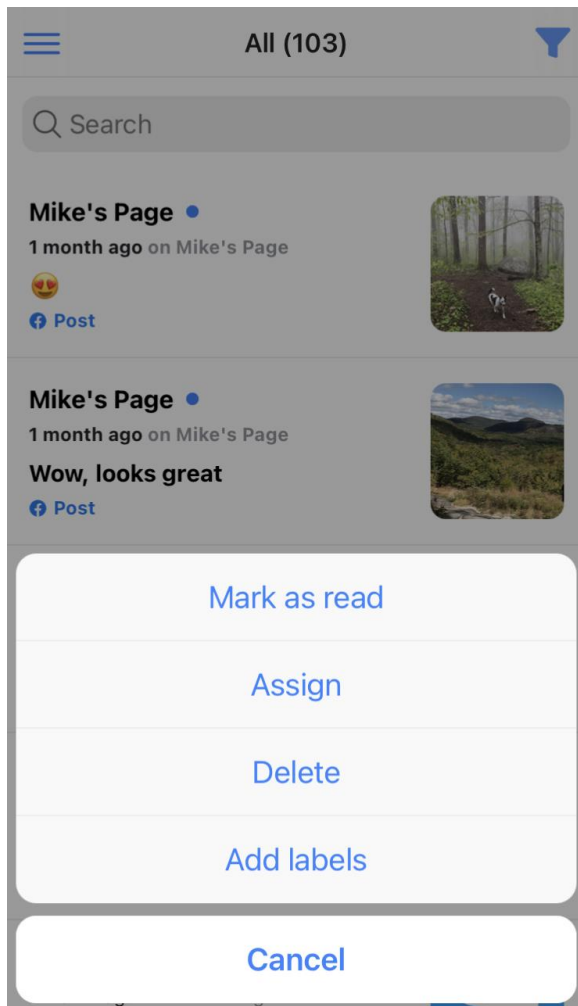 All (103)
Search
Mike's Page
1 month ago on Mike's Page
😍
Post
Mike's Page
1 month ago on Mike's Page
Wow, looks great
Post
Mark as read
Assign
Delete
Add labels
Cancel